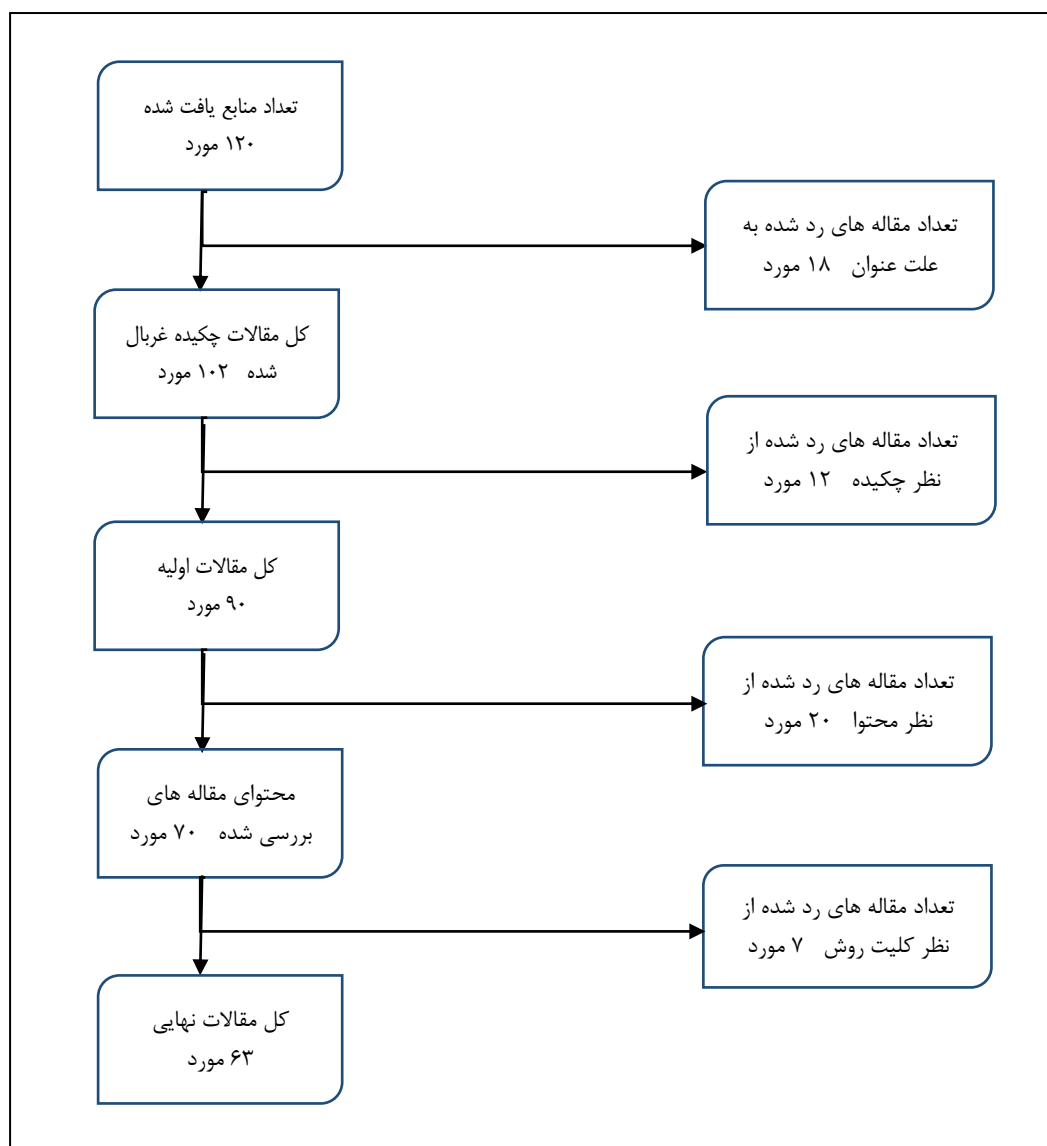 تعداد منابع یافت شده
۱۲۰ مورد
تعداد مقاله های رد شده به
علت عنوان ۱۸ مورد
کل مقالات چکیده غربال
شده ۱۰۲ مورد
تعداد مقاله های رد شده از
نظر چکیده ۱۲ مورد
کل مقالات اولیه
۹۰ مورد
تعداد مقاله های رد شده از
نظر محتوا ۲۰ مورد
محتوای مقاله های
بررسی شده ۷۰ مورد
تعداد مقاله های رد شده از
نظر کلیت روش ۷ مورد
کل مقالات نهایی
۶۳ مورد